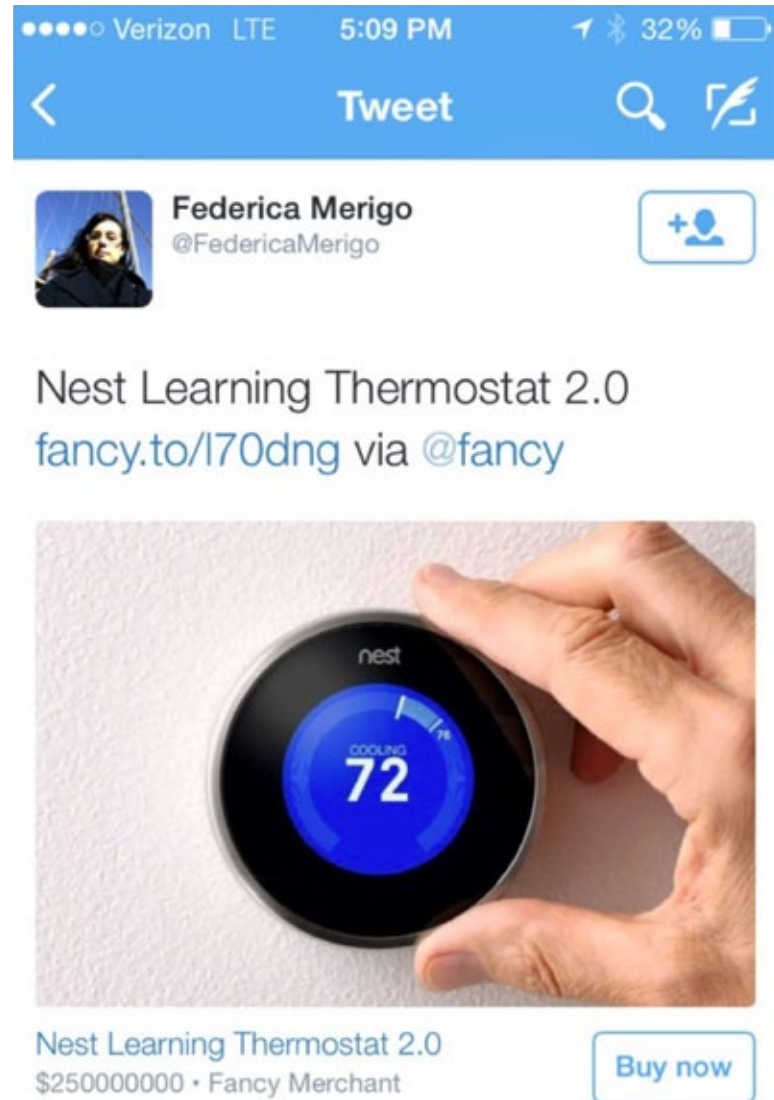 Verizon LTE 5:09 PM 32%
Tweet
Federica Merigo
@FedericaMerigo
Nest Learning Thermostat 2.0
fancy.to/l70dng via @fancy
nest
76
COOLING
72
Nest Learning Thermostat 2.0
$250000000 • Fancy Merchant
Buy now